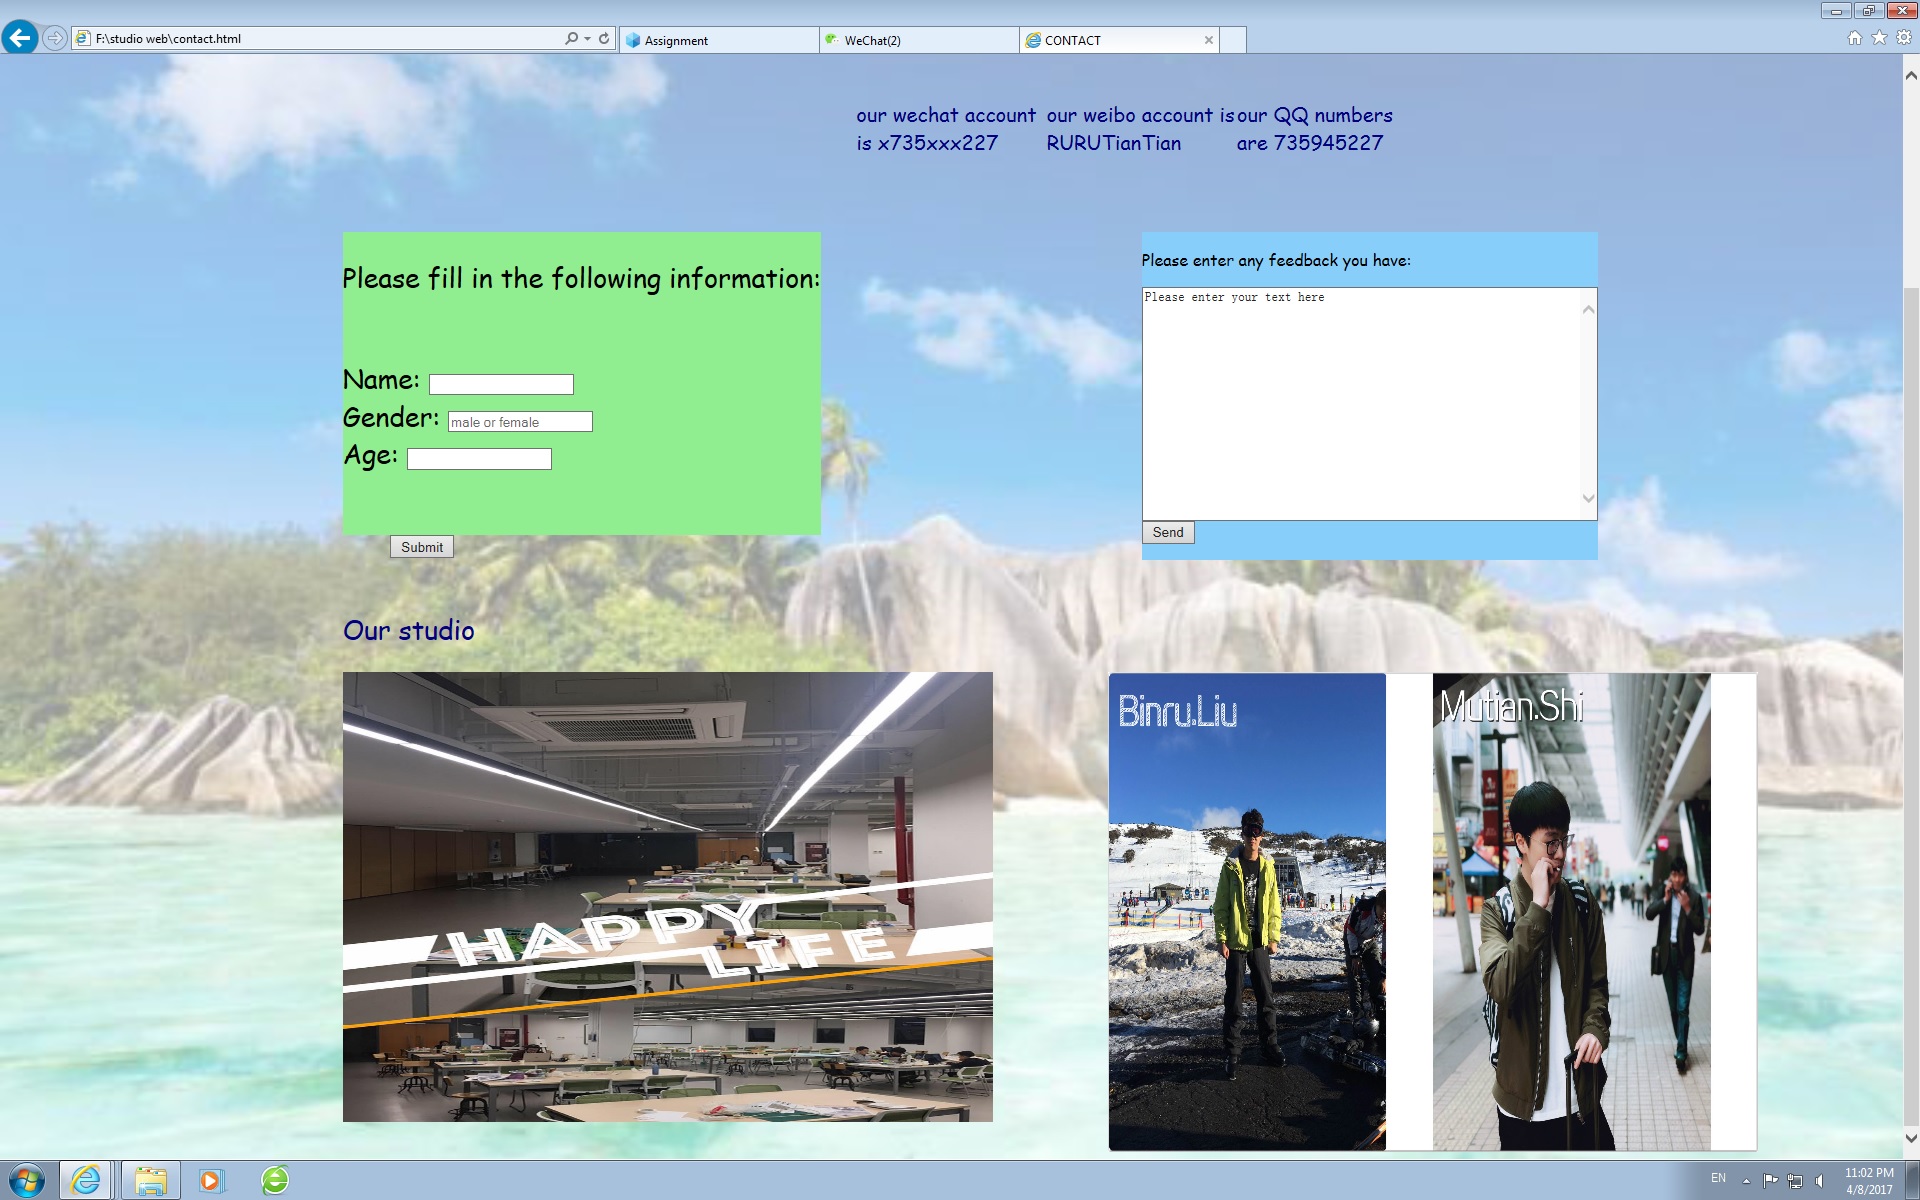 F:\studio web\contact.html
Assignment
WeChat(2)
CONTACT
our wechat account
is x735xxx227
our weibo account is
RURUTianTian
our QQ numbers
are 735945227
Please fill in the following information:
Name:
Gender: male or female
Age:
Submit
Please enter any feedback you have:
Please enter your text here
Send
Our studio
HAPPY
LIFE
Binru.Liu
Mutian.Shi
EN
11:02 PM
4/8/2017